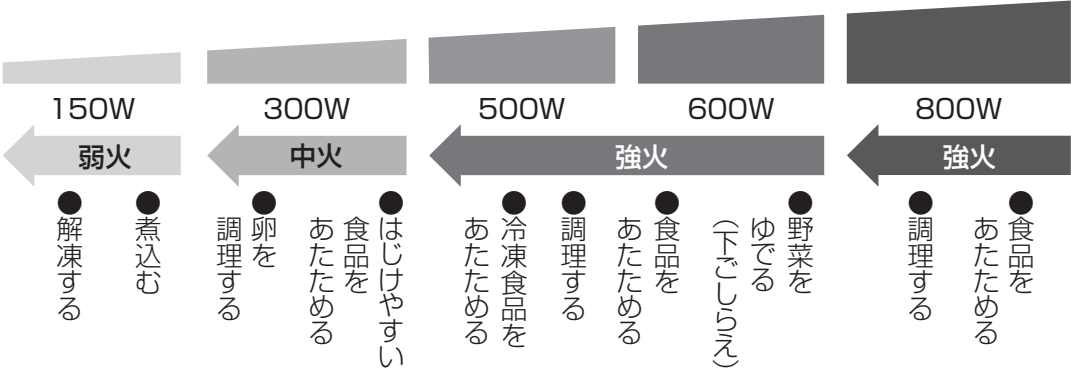 150W
300W
500W
600W
800W
弱火
中火
強火
強火
●煮込む
●解凍する
●はじけやすい
食品を
あたためる
●卵を
調理する
●野菜を
ゆでる
（下ごしらえ）
●食品を
あたためる
●調理する
●冷凍食品を
あたためる
●食品を
あたためる
●調理する